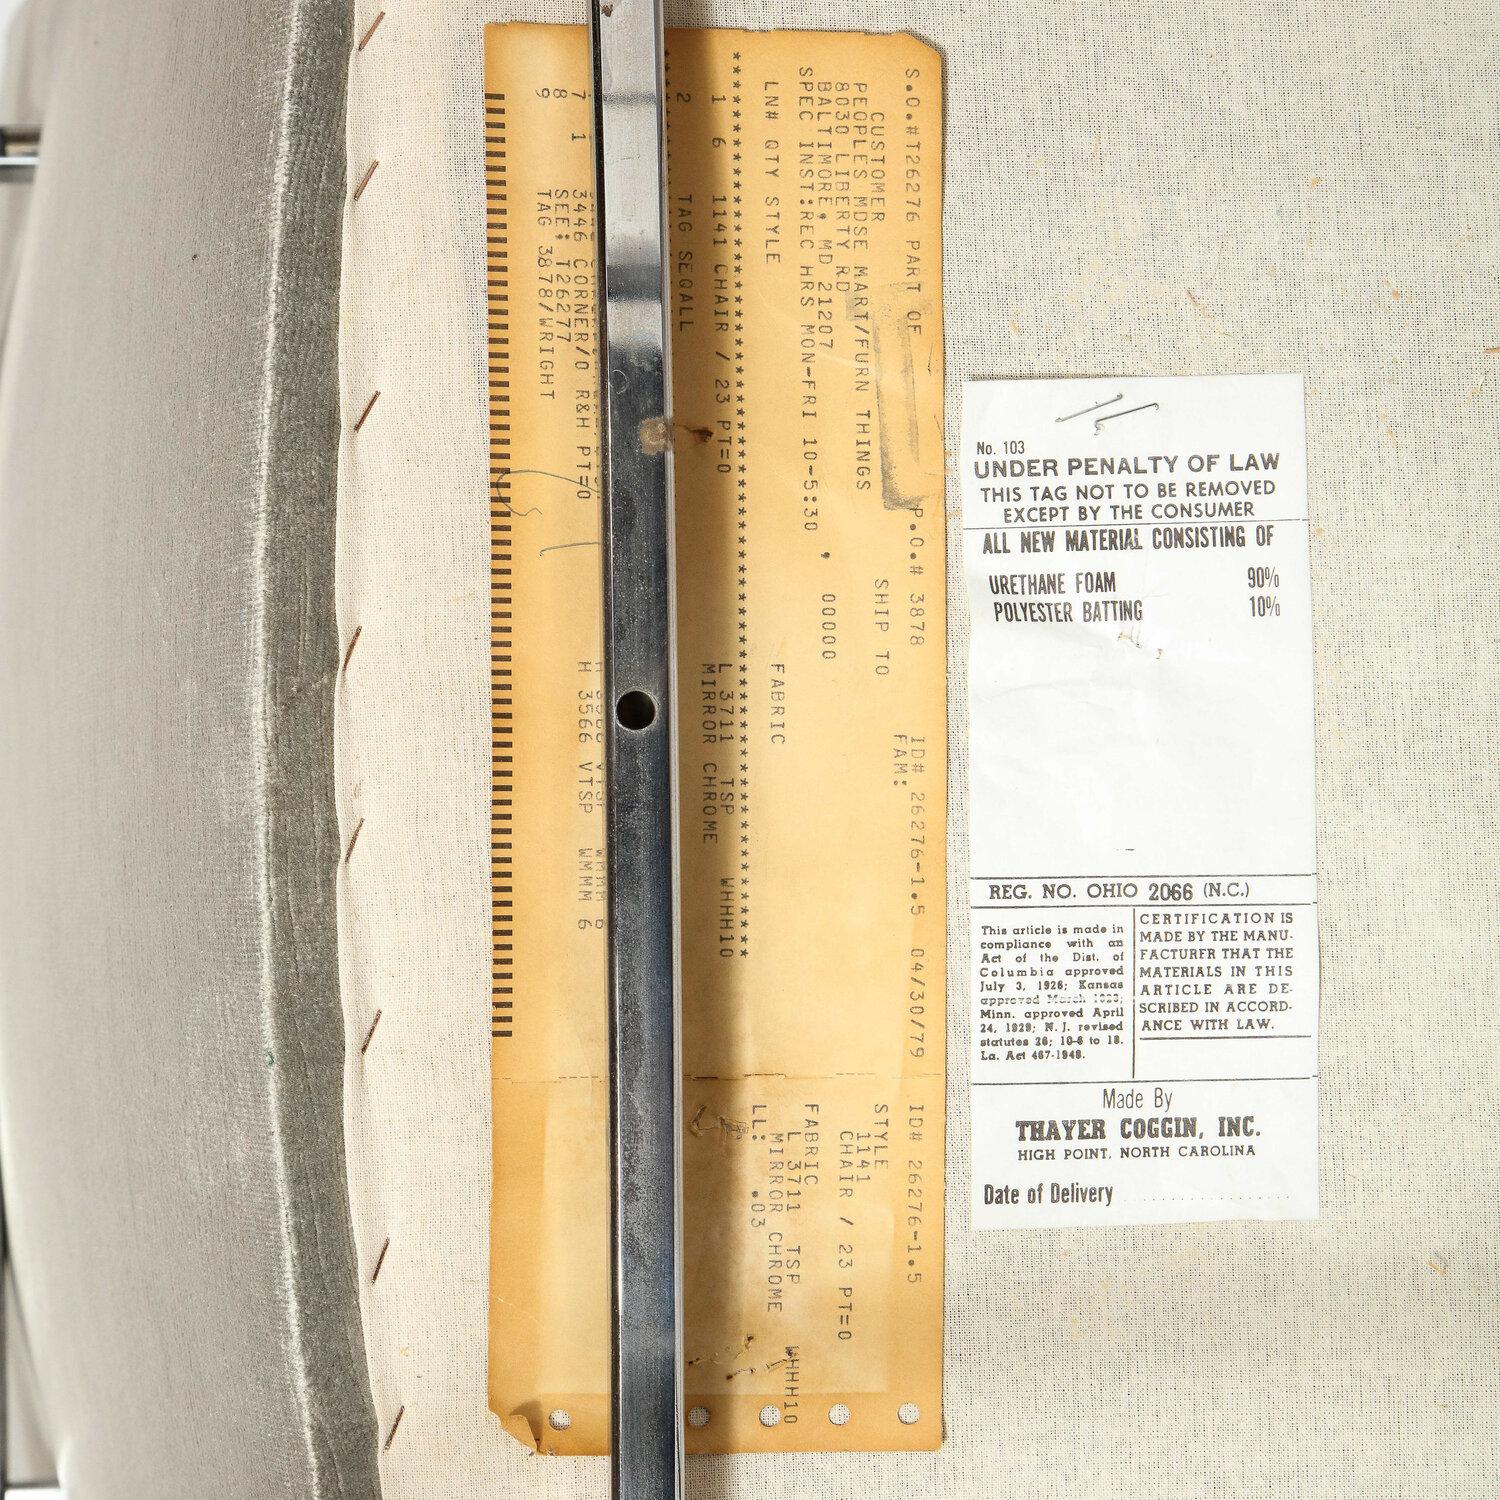 S.O.#T26276 PART OF P.O.# 3878 ID# 26276-1.5 04/30/79
FAM:
CUSTOMER SHIP TO
PEOPLES MDSE MART/FURN THINGS
8030 LIBERTY RD
BALTIMORE, MD 21207 , 00000
SPEC INST:REC HRS MON-FRI 10-5:30
LN# QTY STYLE FABRIC
********************************************************************************
1 6 1141 CHAIR / 23 PT=0 L 3711 TSP WHHH10
MIRROR CHROME
2 TAG SEQALL
7 1 3446 CORNER/O R&H PT=0 H 3566 VTSP WMMM 6
8 SEE: T26277
9 TAG 3878/WRIGHT
ID# 26276-1.5
STYLE
1141
CHAIR / 23 PT=0
FABRIC
L 3711 TSP WHHH10
MIRROR CHROME
LL: .03
No. 103
UNDER PENALTY OF LAW
THIS TAG NOT TO BE REMOVED
EXCEPT BY THE CONSUMER
ALL NEW MATERIAL CONSISTING OF
URETHANE FOAM 90%
POLYESTER BATTING 10%
REG. NO. OHIO 2066 (N.C.)
This article is made in
compliance with an
Act of the Dist. of
Columbia approved
July 3, 1926; Kansas
approved March 1923;
Minn. approved April
24, 1929; N.J. revised
statutes 26; 10-6 to 18.
La. Act 467-1948.
CERTIFICATION IS
MADE BY THE MANU-
FACTURER THAT THE
MATERIALS IN THIS
ARTICLE ARE DE-
SCRIBED IN ACCORD-
ANCE WITH LAW.
Made By
THAYER COGGIN, INC.
HIGH POINT, NORTH CAROLINA
Date of Delivery